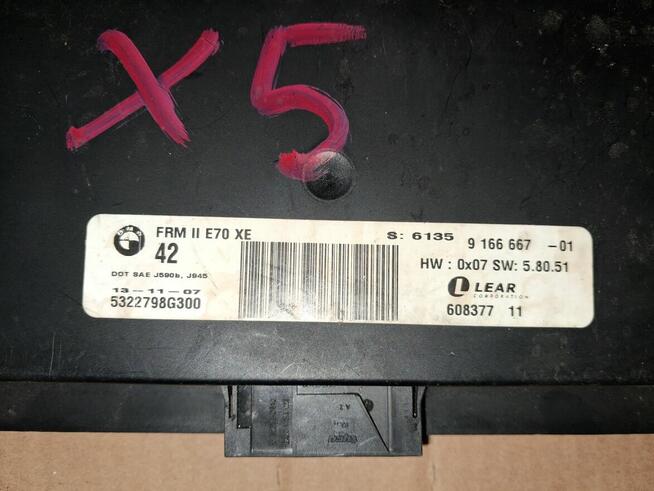 X5
BMW
FRM II E70 XE
42
S: 6135 9 166 667 -01
HW : 0x07 SW: 5.80.51
DOT SAE J590b, J945
13-11-07
5322798G300
LEAR
CORPORATION
608377 11